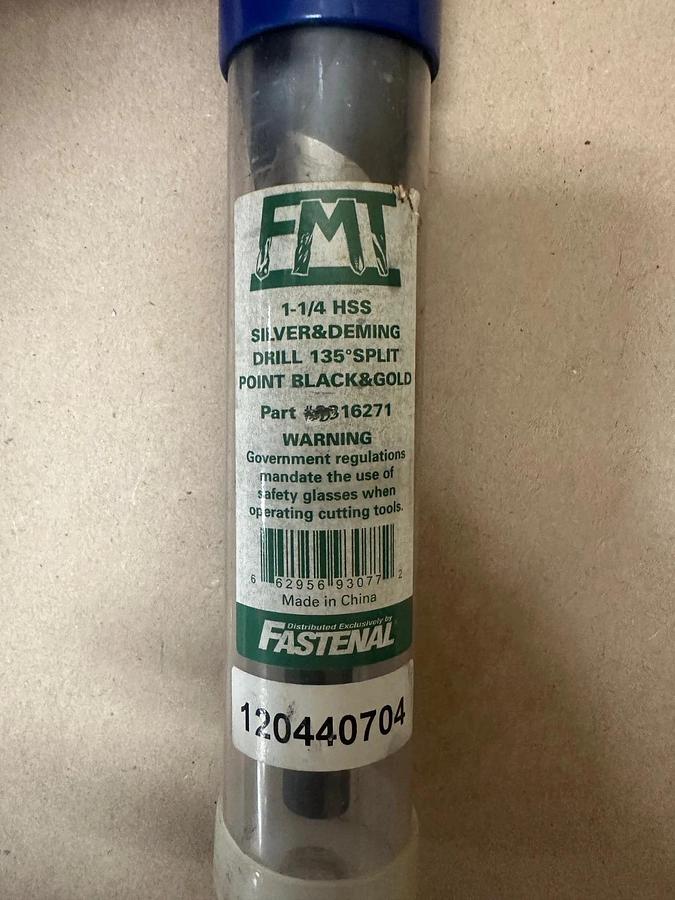 FMT
1-1/4 HSS
SILVER&DEMING
DRILL 135°SPLIT
POINT BLACK&GOLD
Part 316271
WARNING
Government regulations
mandate the use of
safety glasses when
operating cutting tools.
6 62956 93077 2
Made in China
Distributed Exclusively by
FASTENAL
120440704